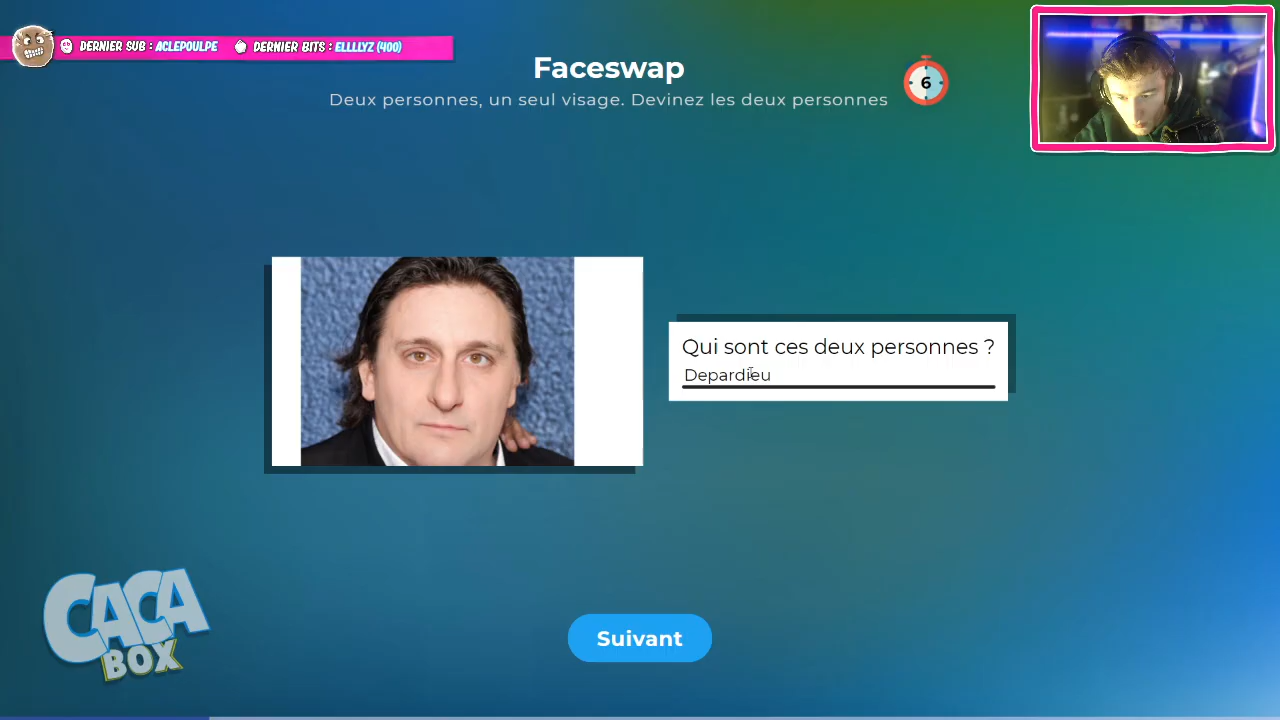 DERNIER SUB : ACLEPOULPE DERNIER BITS : ELLLLYZ (400)
Faceswap
6
Deux personnes, un seul visage. Devinez les deux personnes
Qui sont ces deux personnes ?
Depardieu
CACA
BOX
Suivant